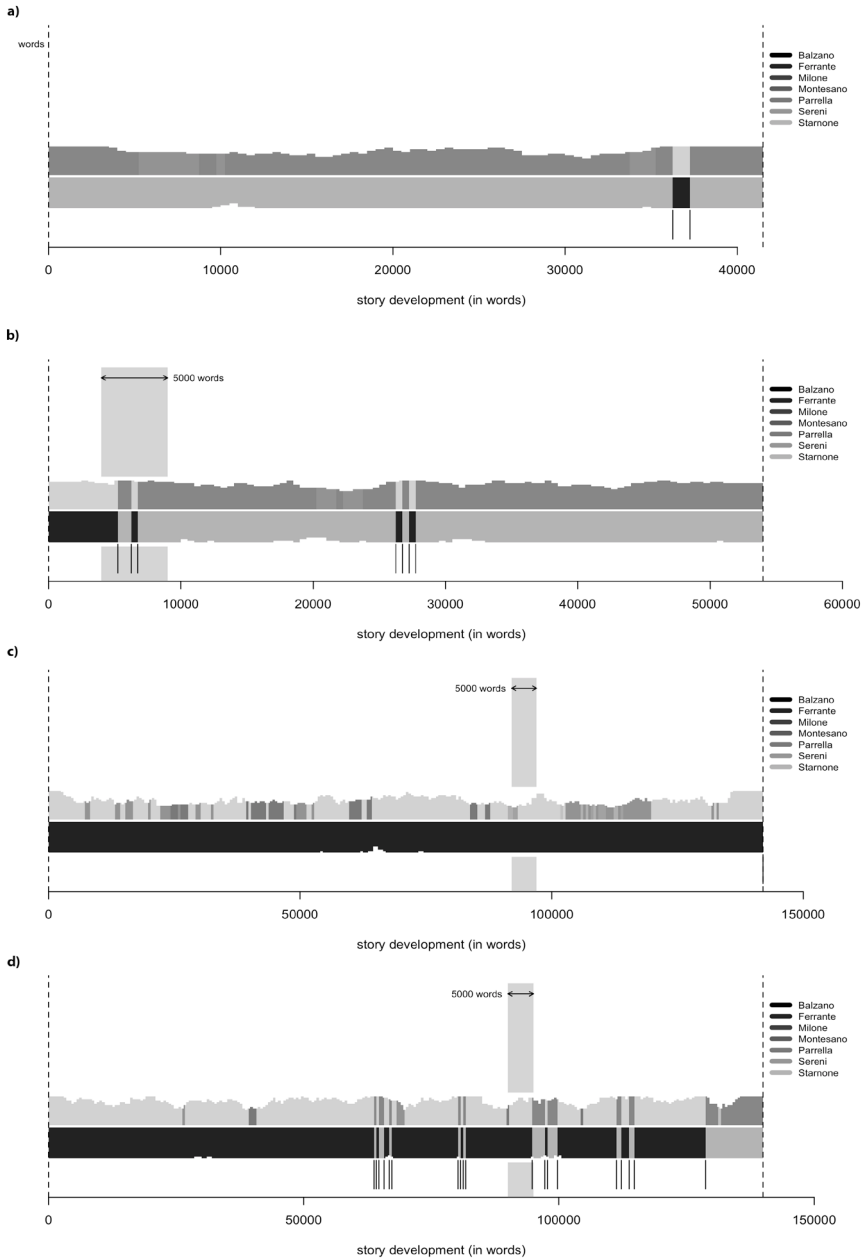 a)
words
Balzano
Ferrante
Milone
Montesano
Parrella
Sereni
Starnone
0 10000 20000 30000 40000
story development (in words)
b)
5000 words
Balzano
Ferrante
Milone
Montesano
Parrella
Sereni
Starnone
0 10000 20000 30000 40000 50000 60000
story development (in words)
c)
5000 words
Balzano
Ferrante
Milone
Montesano
Parrella
Sereni
Starnone
0 50000 100000 150000
story development (in words)
d)
5000 words
Balzano
Ferrante
Milone
Montesano
Parrella
Sereni
Starnone
0 50000 100000 150000
story development (in words)